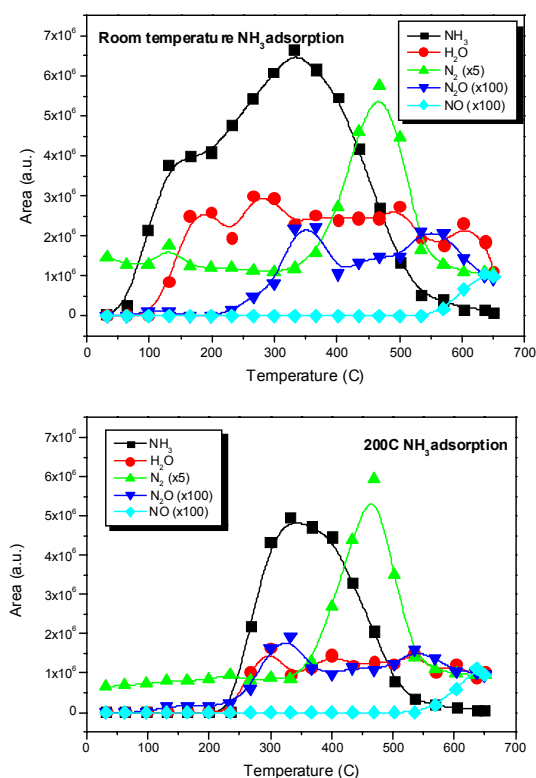 Room temperature NH₃ adsorption
NH₃
H₂O
N₂ (x5)
N₂O (x100)
NO (x100)
7x10⁶
6x10⁶
5x10⁶
4x10⁶
3x10⁶
2x10⁶
1x10⁶
0
Area (a.u.)
0 100 200 300 400 500 600 700
Temperature (C)
200C NH₃ adsorption
NH₃
H₂O
N₂ (x5)
N₂O (x100)
NO (x100)
7x10⁶
6x10⁶
5x10⁶
4x10⁶
3x10⁶
2x10⁶
1x10⁶
0
Area (a.u.)
0 100 200 300 400 500 600 700
Temperature (C)